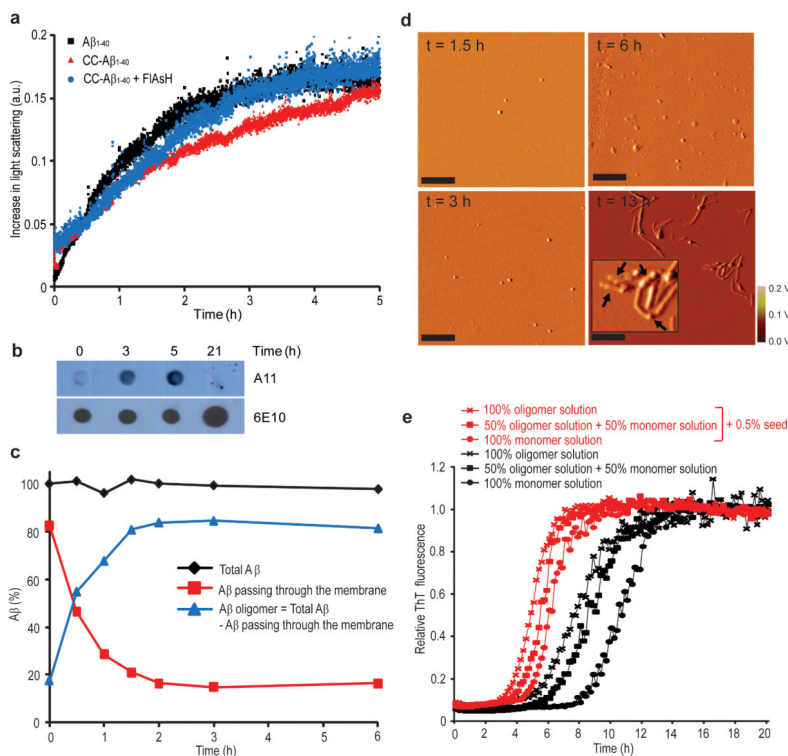 a
0.2
0.15
0.1
0.05
0
0 1 2 3 4 5
Increase in light scattering (a.u.)
Time (h)
Aβ1-40
CC-Aβ1-40
CC-Aβ1-40 + FlAsH
b
0 3 5 21 Time (h)
A11
6E10
c
100
80
60
40
20
0
0 1 2 3 4 5 6
Aβ (%)
Time (h)
Total Aβ
Aβ passing through the membrane
Aβ oligomer = Total Aβ
- Aβ passing through the membrane
d
t = 1.5 h
t = 6 h
t = 3 h
t = 13 h
0.2 V
0.1 V
0.0 V
e
100% oligomer solution
50% oligomer solution + 50% monomer solution
+ 0.5% seed
100% monomer solution
100% oligomer solution
50% oligomer solution + 50% monomer solution
100% monomer solution
1.2
1.0
0.8
0.6
0.4
0.2
0
0 2 4 6 8 10 12 14 16 18 20
Relative ThT fluorescence
Time (h)